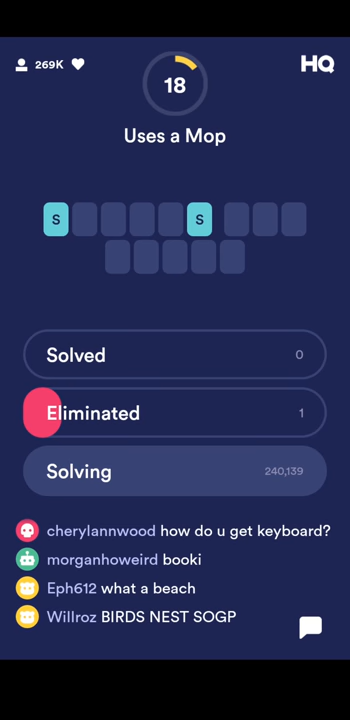 269K
18
HQ
Uses a Mop
S S
Solved 0
Eliminated 1
Solving 240,139
cherylannwood how do u get keyboard?
morganhoweird booki
Eph612 what a beach
Willroz BIRDS NEST SOGP